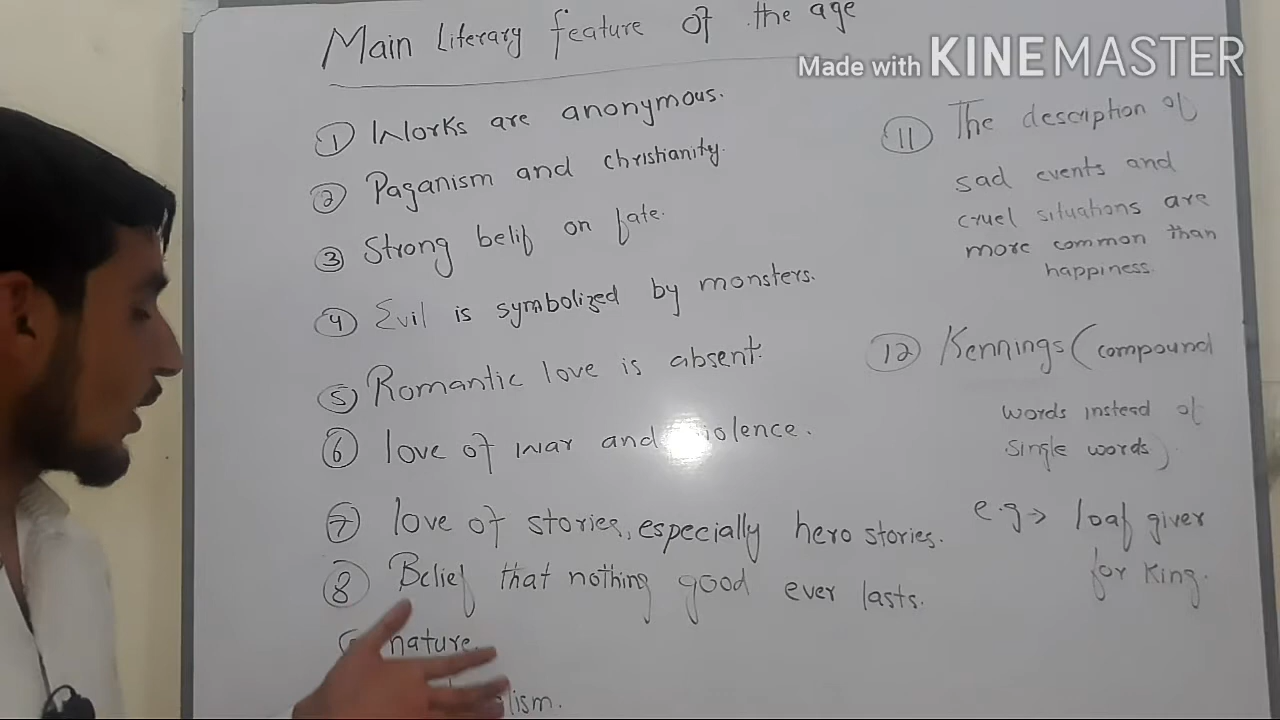 Main Literary feature of the age
Made with KINEMASTER
① Works are anonymous.
② Paganism and christianity.
③ Strong belif on fate.
④ Evil is symbolized by monsters.
⑤ Romantic love is absent.
⑥ love of war and violence.
⑦ love of stories, especially hero stories.
⑧ Belief that nothing good ever lasts.
nature.
⑪ The description of
sad events and
cruel situations are
more common than
happiness.
⑫ Kennings (compound
words instead of
single words)
e.g → loaf giver
for King.